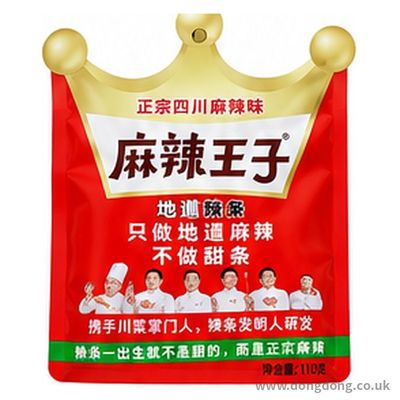 正宗四川麻辣味
麻辣王子®
地道辣条
只做地道麻辣
不做甜条
携手川菜掌门人，辣条发明人研发
辣条一出生就不是甜的，而是正宗麻辣
净含量：110克
www.dongdong.co.uk